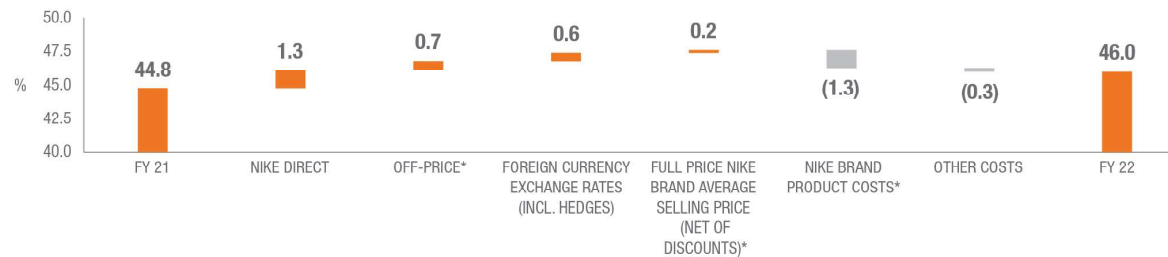 50.0
47.5
45.0
42.5
40.0
%
44.8
1.3
0.7
0.6
0.2
(1.3)
(0.3)
46.0
FY 21
NIKE DIRECT
OFF-PRICE*
FOREIGN CURRENCY
EXCHANGE RATES
(INCL. HEDGES)
FULL PRICE NIKE
BRAND AVERAGE
SELLING PRICE
(NET OF
DISCOUNTS)*
NIKE BRAND
PRODUCT COSTS*
OTHER COSTS
FY 22